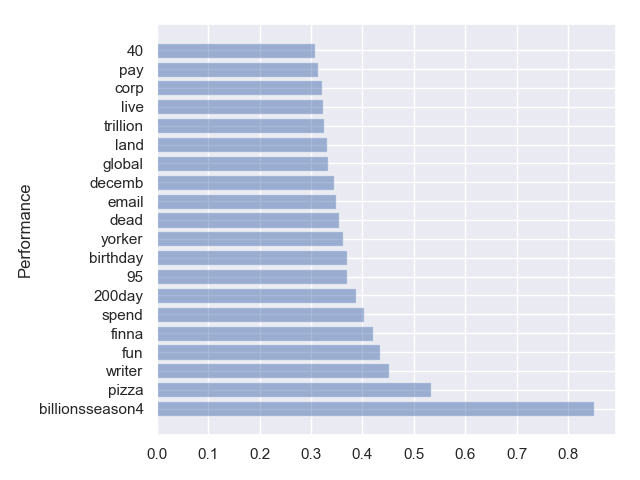 40
pay
corp
live
trillion
land
global
decemb
email
dead
yorker
birthday
95
200day
spend
finna
fun
writer
pizza
billionsseason4
Performance
0.0 0.1 0.2 0.3 0.4 0.5 0.6 0.7 0.8